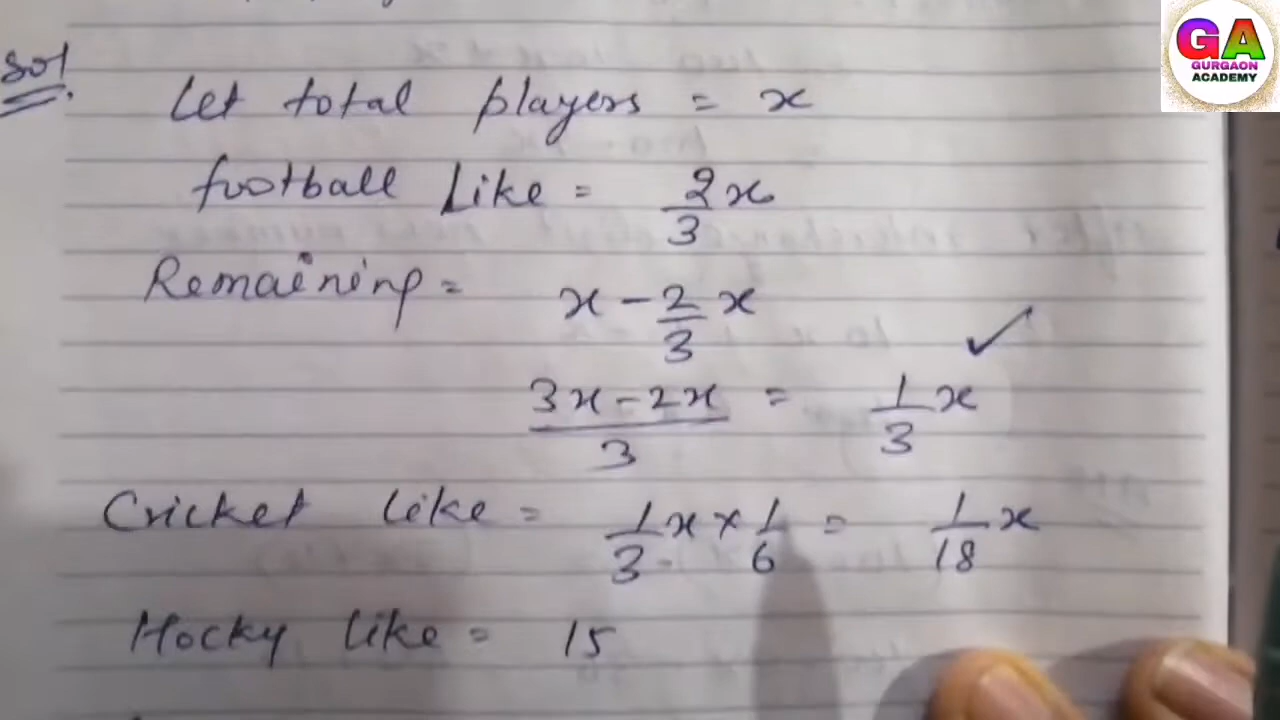 GA
GURGAON
ACADEMY
Sol.
Let total players = x
football Like = 2/3 x
Remaining = x - 2/3 x
3x-2x/3 = 1/3 x ✓
Cricket like = 1/3 x × 1/6 = 1/18 x
Hocky like = 15